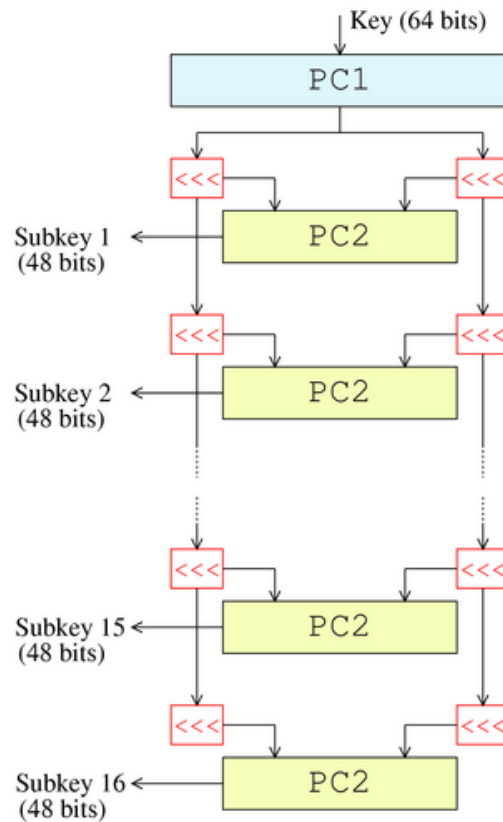 Key (64 bits)
PC1
<<< <<<
PC2
Subkey 1
(48 bits)
<<< <<<
PC2
Subkey 2
(48 bits)
<<< <<<
PC2
Subkey 15
(48 bits)
<<< <<<
PC2
Subkey 16
(48 bits)